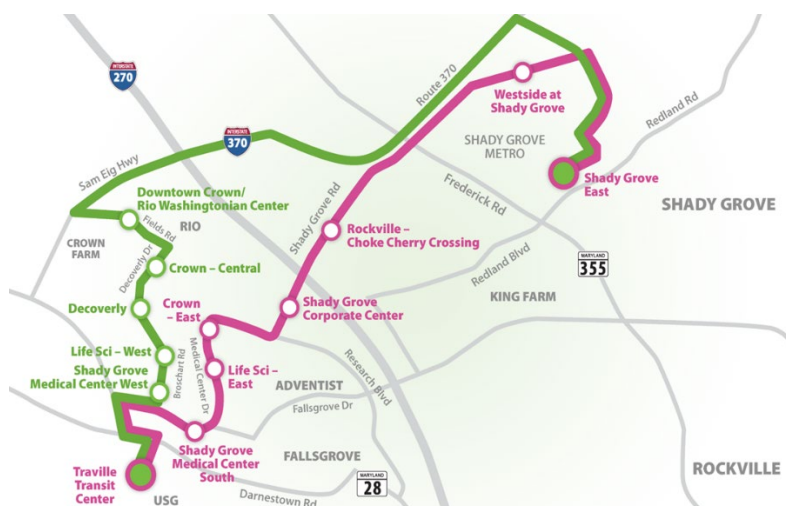 INTERSTATE
270
Route 370
Westside at
Shady Grove
Redland Rd
INTERSTATE
370
SHADY GROVE
METRO
Sam Eig Hwy
Shady Grove
East
Frederick Rd
Downtown Crown/
Rio Washingtonian Center
SHADY GROVE
Shady Grove Rd
Fields Rd
RIO
CROWN
FARM
Rockville –
Choke Cherry Crossing
Decoverly Dr
Crown – Central
Redland Blvd
MARYLAND
355
Decoverly
Crown
– East
Shady Grove
Corporate Center
KING FARM
Life Sci – West
Shady Grove
Medical Center West
Broschart Rd
Medical Center Dr
Life Sci –
East
Research Blvd
ADVENTIST
Fallsgrove Dr
Shady Grove
Medical Center
South
FALLSGROVE
Traville
Transit
Center
USG
Darnestown Rd
MARYLAND
28
ROCKVILLE